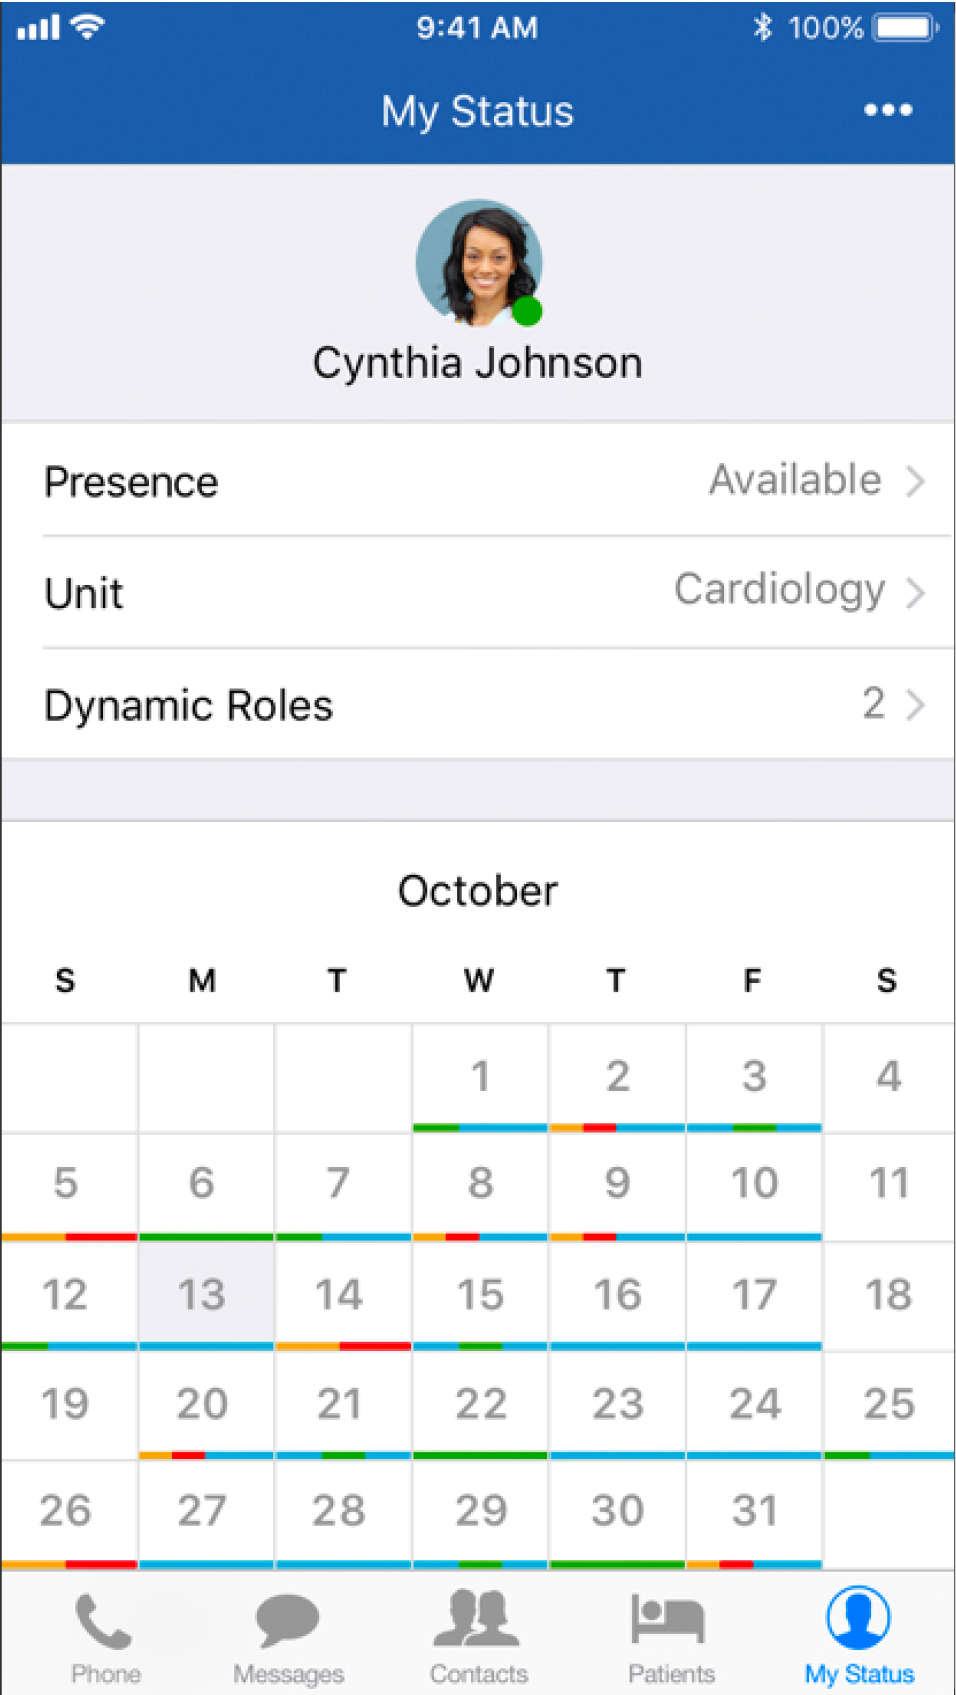 9:41 AM 100%
My Status
Cynthia Johnson
Presence Available
Unit Cardiology
Dynamic Roles 2
October
S M T W T F S
1 2 3 4
5 6 7 8 9 10 11
12 13 14 15 16 17 18
19 20 21 22 23 24 25
26 27 28 29 30 31
Phone Messages Contacts Patients My Status